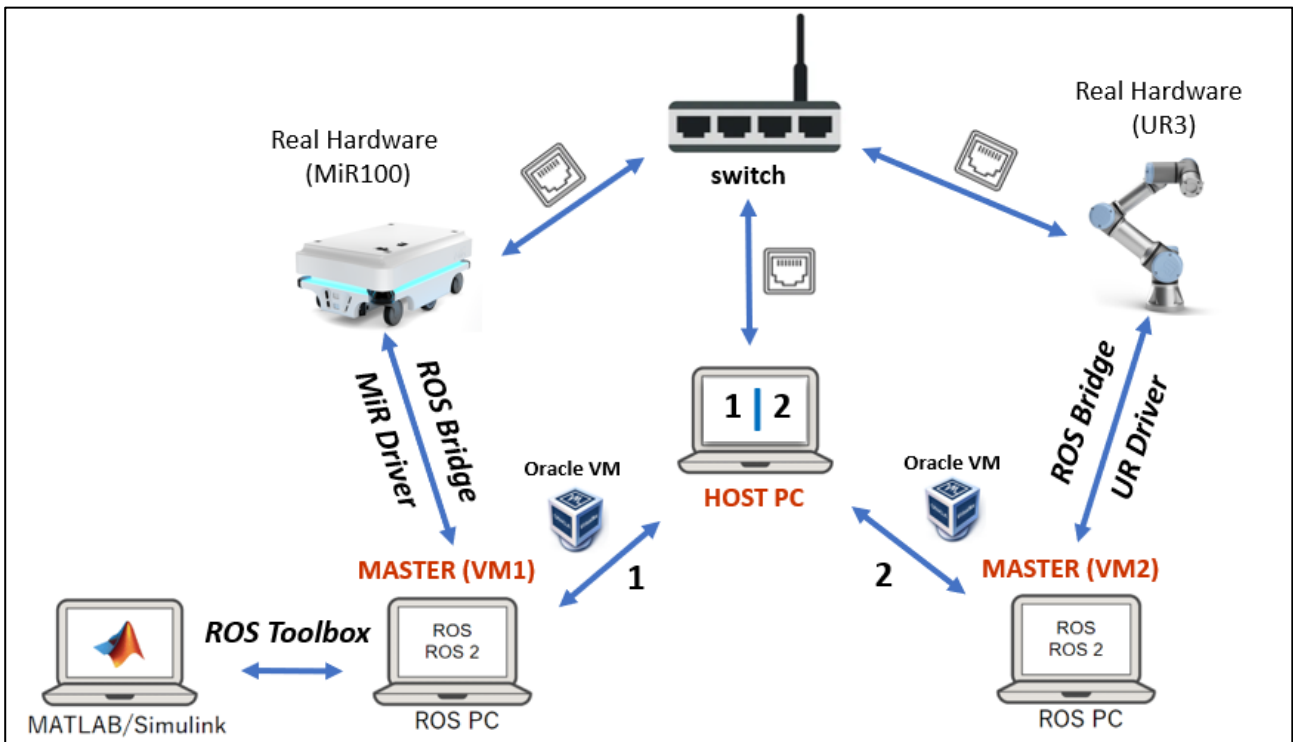 Real Hardware
(MiR100)
switch
Real Hardware
(UR3)
1 | 2
HOST PC
ROS Bridge
MiR Driver
ROS Bridge
UR Driver
Oracle VM
Oracle VM
1
2
MASTER (VM1)
MASTER (VM2)
ROS
ROS 2
ROS PC
ROS Toolbox
MATLAB/Simulink
ROS
ROS 2
ROS PC